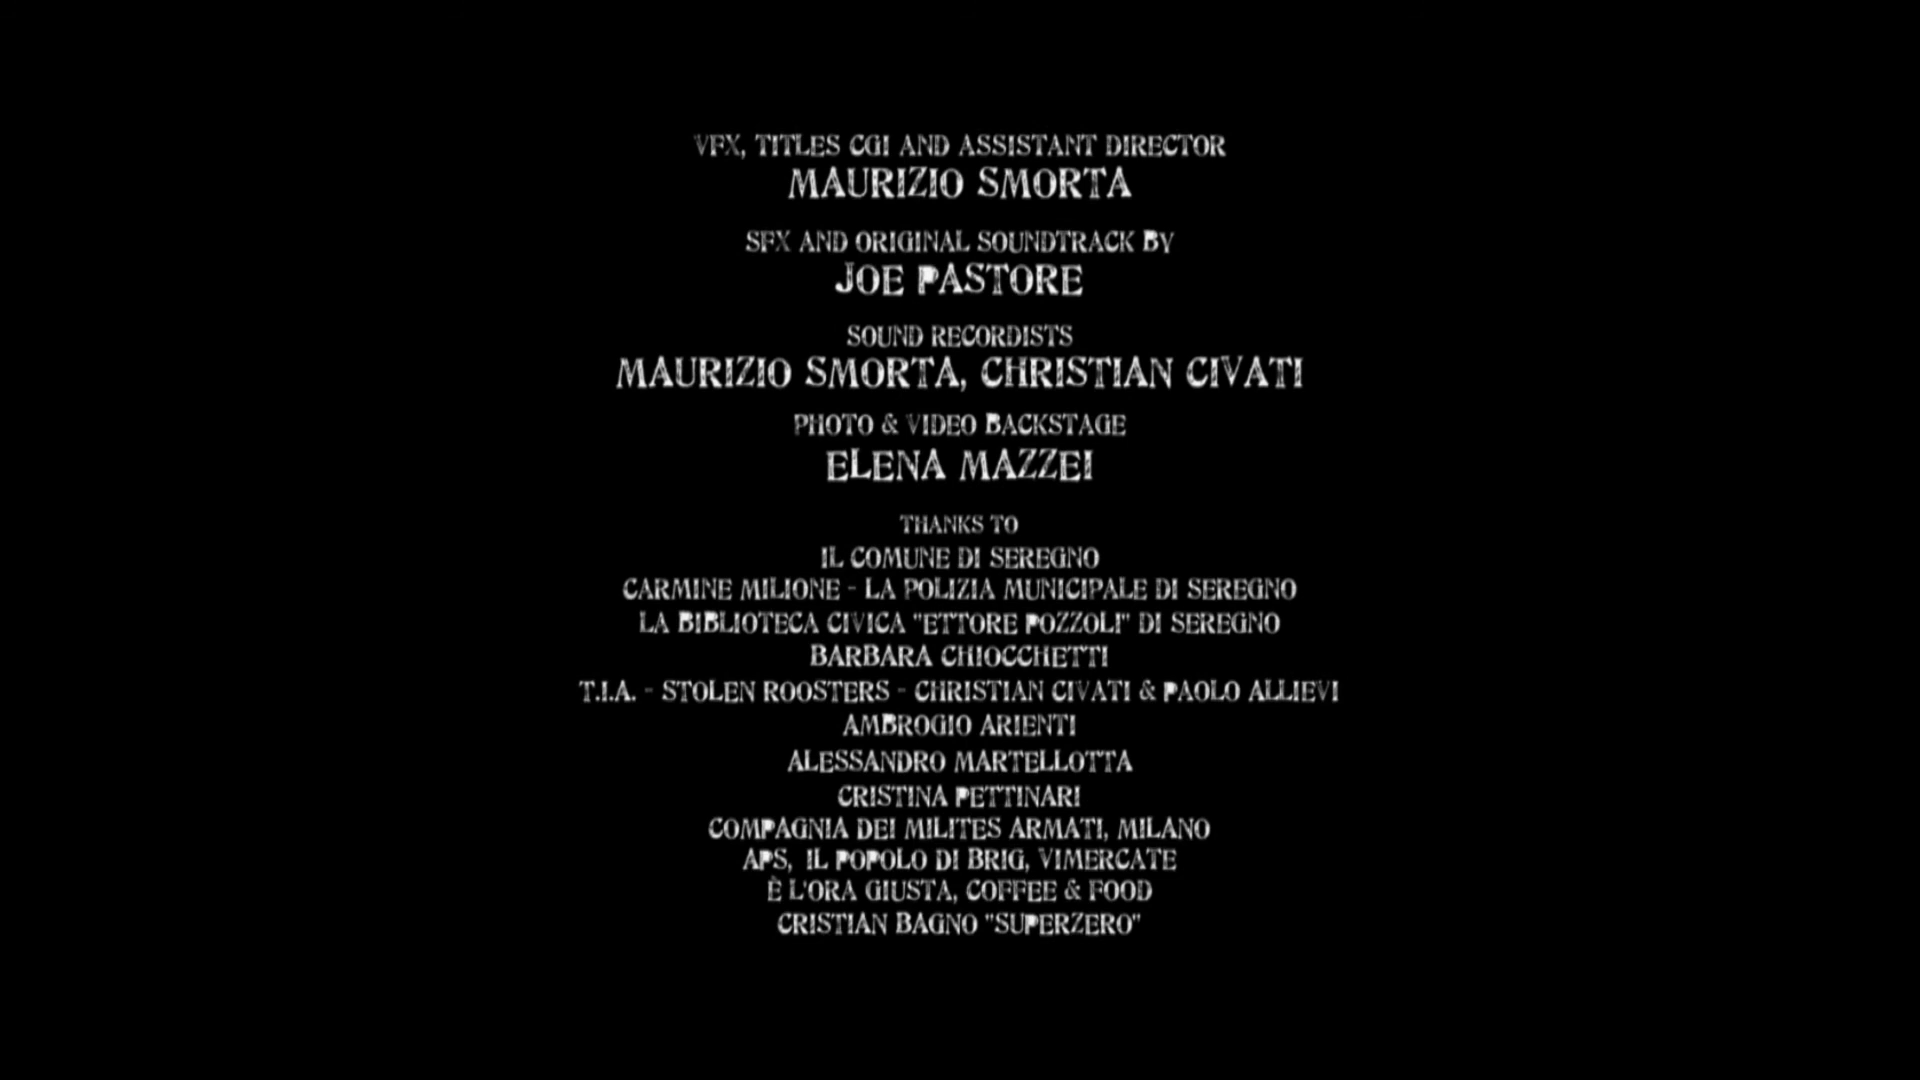 VFX, TITLES CGI AND ASSISTANT DIRECTOR
MAURIZIO SMORTA
SFX AND ORIGINAL SOUNDTRACK BY
JOE PASTORE
SOUND RECORDISTS
MAURIZIO SMORTA, CHRISTIAN CIVATI
PHOTO & VIDEO BACKSTAGE
ELENA MAZZEI
THANKS TO
IL COMUNE DI SEREGNO
CARMINE MILIONE - LA POLIZIA MUNICIPALE DI SEREGNO
LA BIBLIOTECA CIVICA "ETTORE POZZOLI" DI SEREGNO
BARBARA CHIOCCHETTI
T.I.A. - STOLEN ROOSTERS - CHRISTIAN CIVATI & PAOLO ALLIEVI
AMBROGIO ARIENTI
ALESSANDRO MARTELLOTTA
CRISTINA PETTINARI
COMPAGNIA DEI MILITES ARMATI, MILANO
APS, IL POPOLO DI BRIG, VIMERCATE
È L'ORA GIUSTA, COFFEE & FOOD
CRISTIAN BAGNO "SUPERZERO"